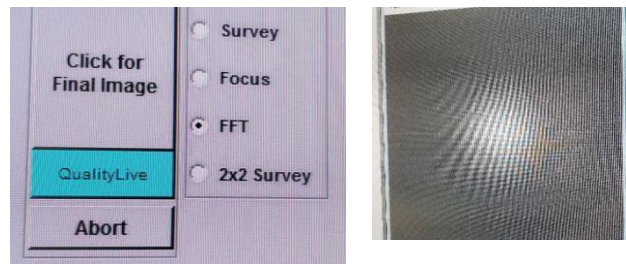 Click for
Final Image
QualityLive
Abort
Survey
Focus
FFT
2x2 Survey